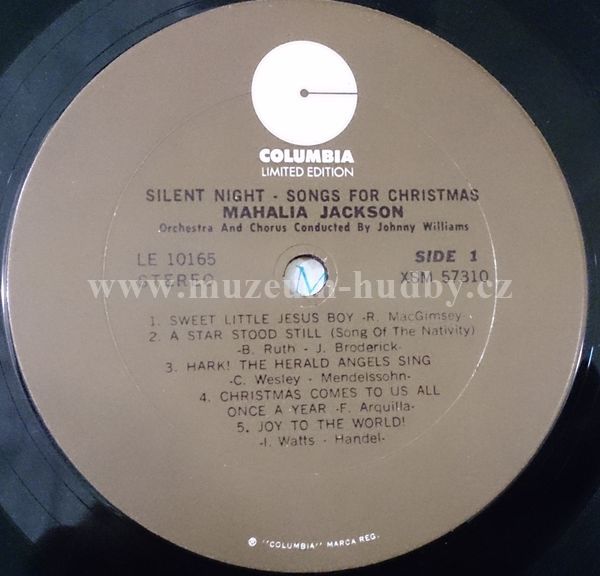 COLUMBIA
LIMITED EDITION
SILENT NIGHT - SONGS FOR CHRISTMAS
MAHALIA JACKSON
Orchestra And Chorus Conducted By Johnny Williams
LE 10165 SIDE 1
STEREO XSM 57310
M
www.muzeum-hudby.cz
1. SWEET LITTLE JESUS BOY -R. MacGimsey-
2. A STAR STOOD STILL (Song Of The Nativity)
-B. Ruth - J. Broderick-
3. HARK! THE HERALD ANGELS SING
-C. Wesley - Mendelssohn-
4. CHRISTMAS COMES TO US ALL
ONCE A YEAR -F. Arquilla-
5. JOY TO THE WORLD!
-I. Watts - Handel-
® "COLUMBIA" MARCA REG.